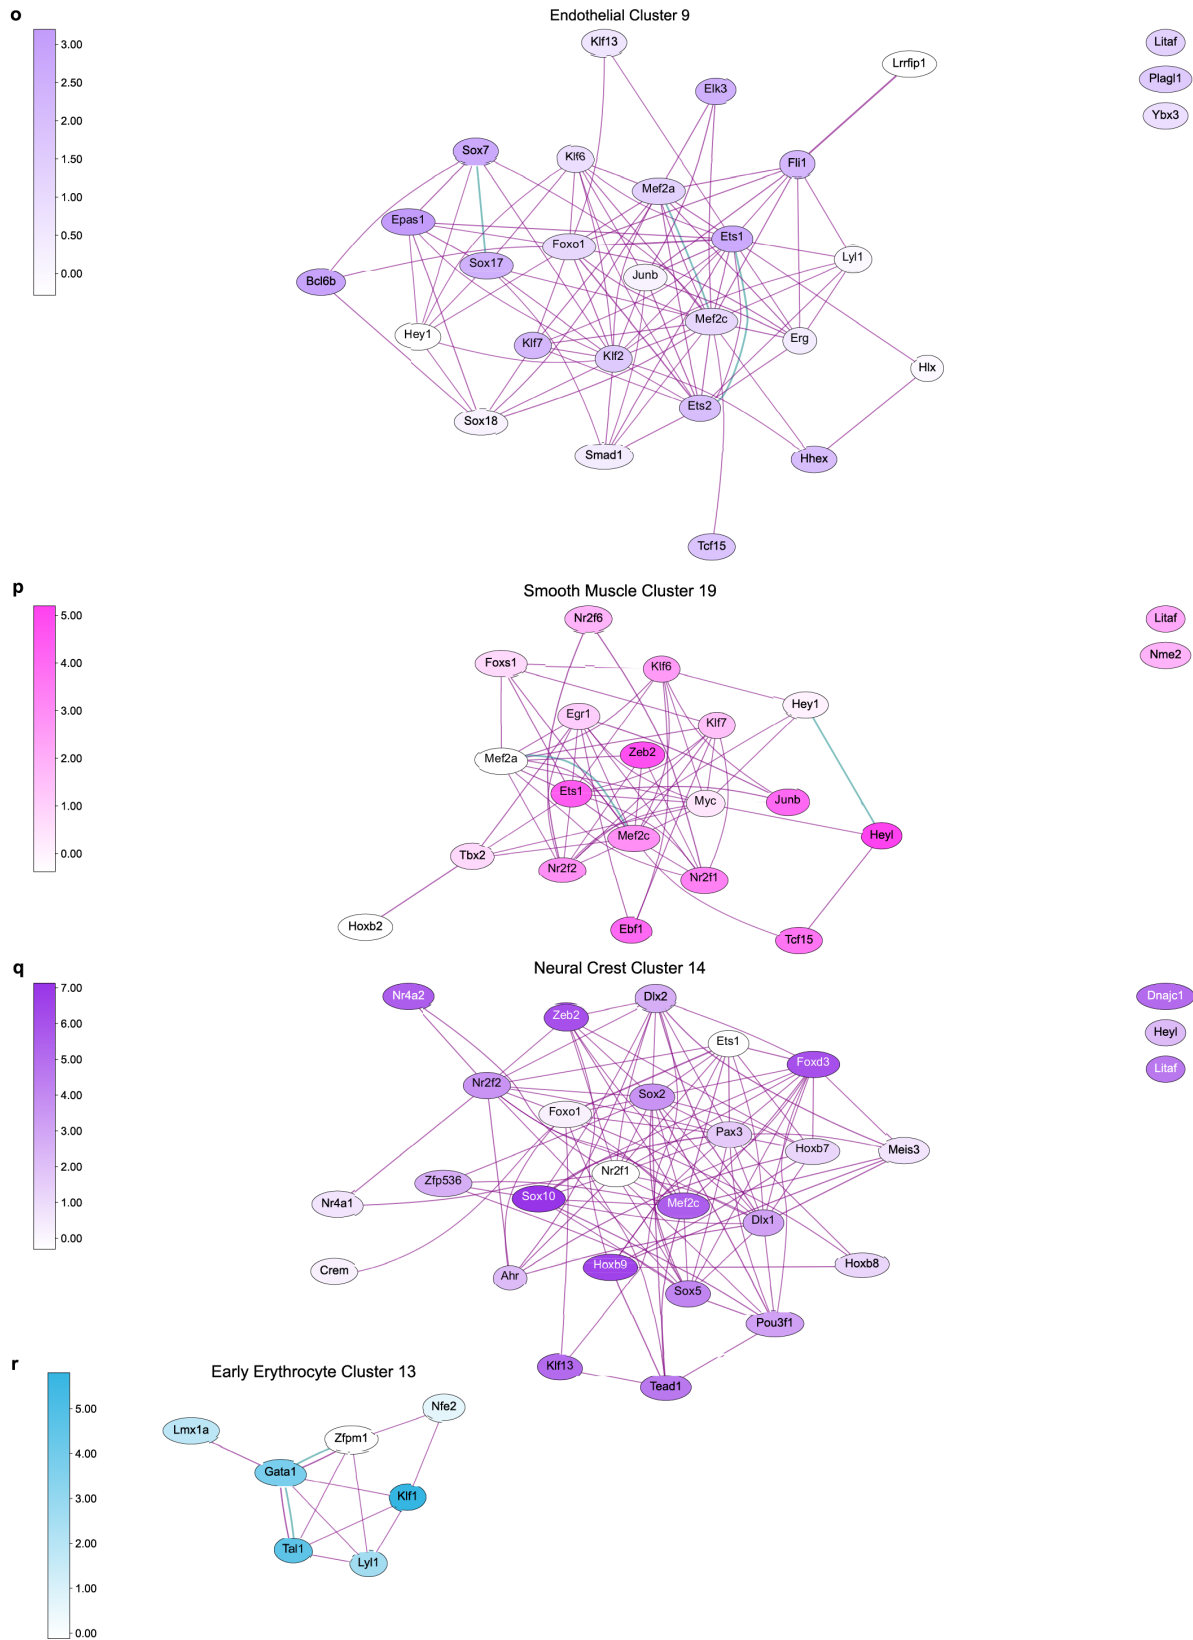 o
Endothelial Cluster 9
3.00
2.50
2.00
1.50
1.00
0.50
0.00
Klf13
Lrrfip1
Elk3
Sox7
Klf6
Fli1
Mef2a
Epas1
Foxo1
Ets1
Lyl1
Sox17
Junb
Bcl6b
Mef2c
Hey1
Klf7
Klf2
Erg
Hlx
Ets2
Sox18
Smad1
Hhex
Tcf15
Litaf
Plagl1
Ybx3
p
Smooth Muscle Cluster 19
5.00
4.00
3.00
2.00
1.00
0.00
Nr2f6
Foxs1
Klf6
Hey1
Egr1
Klf7
Mef2a
Zeb2
Ets1
Myc
Junb
Mef2c
Heyl
Tbx2
Nr2f2
Nr2f1
Hoxb2
Ebf1
Tcf15
Litaf
Nme2
q
Neural Crest Cluster 14
7.00
6.00
5.00
4.00
3.00
2.00
1.00
0.00
Nr4a2
Zeb2
Dlx2
Ets1
Foxd3
Nr2f2
Sox2
Foxo1
Pax3
Hoxb7
Meis3
Nr2f1
Zfp536
Sox10
Mef2c
Nr4a1
Dlx1
Crem
Ahr
Hoxb9
Hoxb8
Sox5
Pou3f1
Klf13
Tead1
Dnajc1
Heyl
Litaf
r
Early Erythrocyte Cluster 13
5.00
4.00
3.00
2.00
1.00
0.00
Nfe2
Lmx1a
Zfpm1
Gata1
Klf1
Tal1
Lyl1